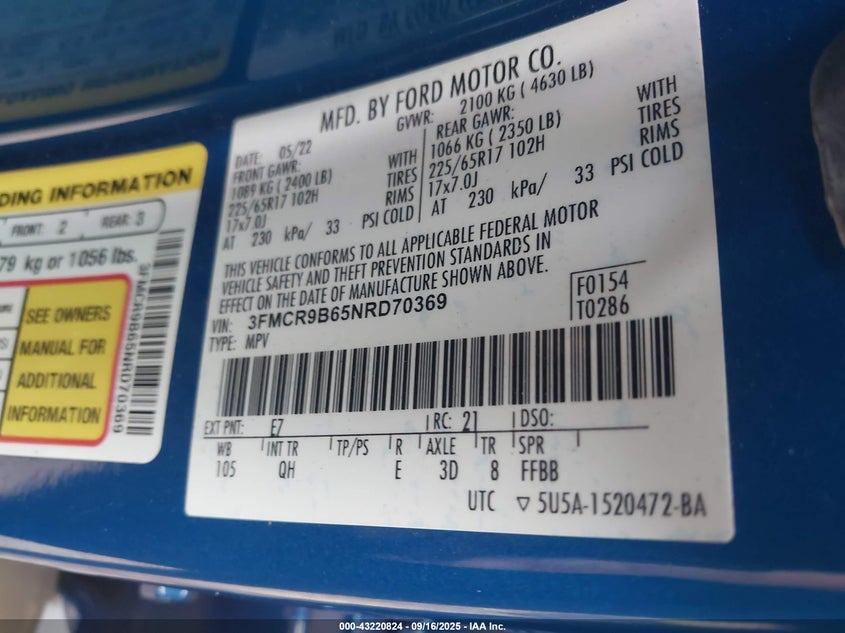 MFD. BY FORD MOTOR CO.
DATE: 05/22
GVWR: 2100 KG ( 4630 LB)
FRONT GAWR: WITH
1089 KG ( 2400 LB) TIRES
225/65R17 102H RIMS
17x7.0J
AT 230 kPa/ 33 PSI COLD
REAR GAWR: WITH
1066 KG ( 2350 LB) TIRES
225/65R17 102H RIMS
17x7.0J
AT 230 kPa/ 33 PSI COLD
THIS VEHICLE CONFORMS TO ALL APPLICABLE FEDERAL MOTOR
VEHICLE SAFETY AND THEFT PREVENTION STANDARDS IN
EFFECT ON THE DATE OF MANUFACTURE SHOWN ABOVE.
VIN: 3FMCR9B65NRD70369
TYPE: MPV
F0154
T0286
EXT PNT: E7 RC: 21 DSO:
WB INT TR TP/PS R AXLE TR SPR
105 QH E 3D 8 FFBB
UTC ▽ 5U5A-1520472-BA
DING INFORMATION
FRONT: 2 REAR: 3
79 kg or 1056 lbs.
SEE OWNERS
MANUAL FOR
ADDITIONAL
INFORMATION
3FMCR9B65NRD70369
000-43220824 - 09/16/2025 - IAA Inc.